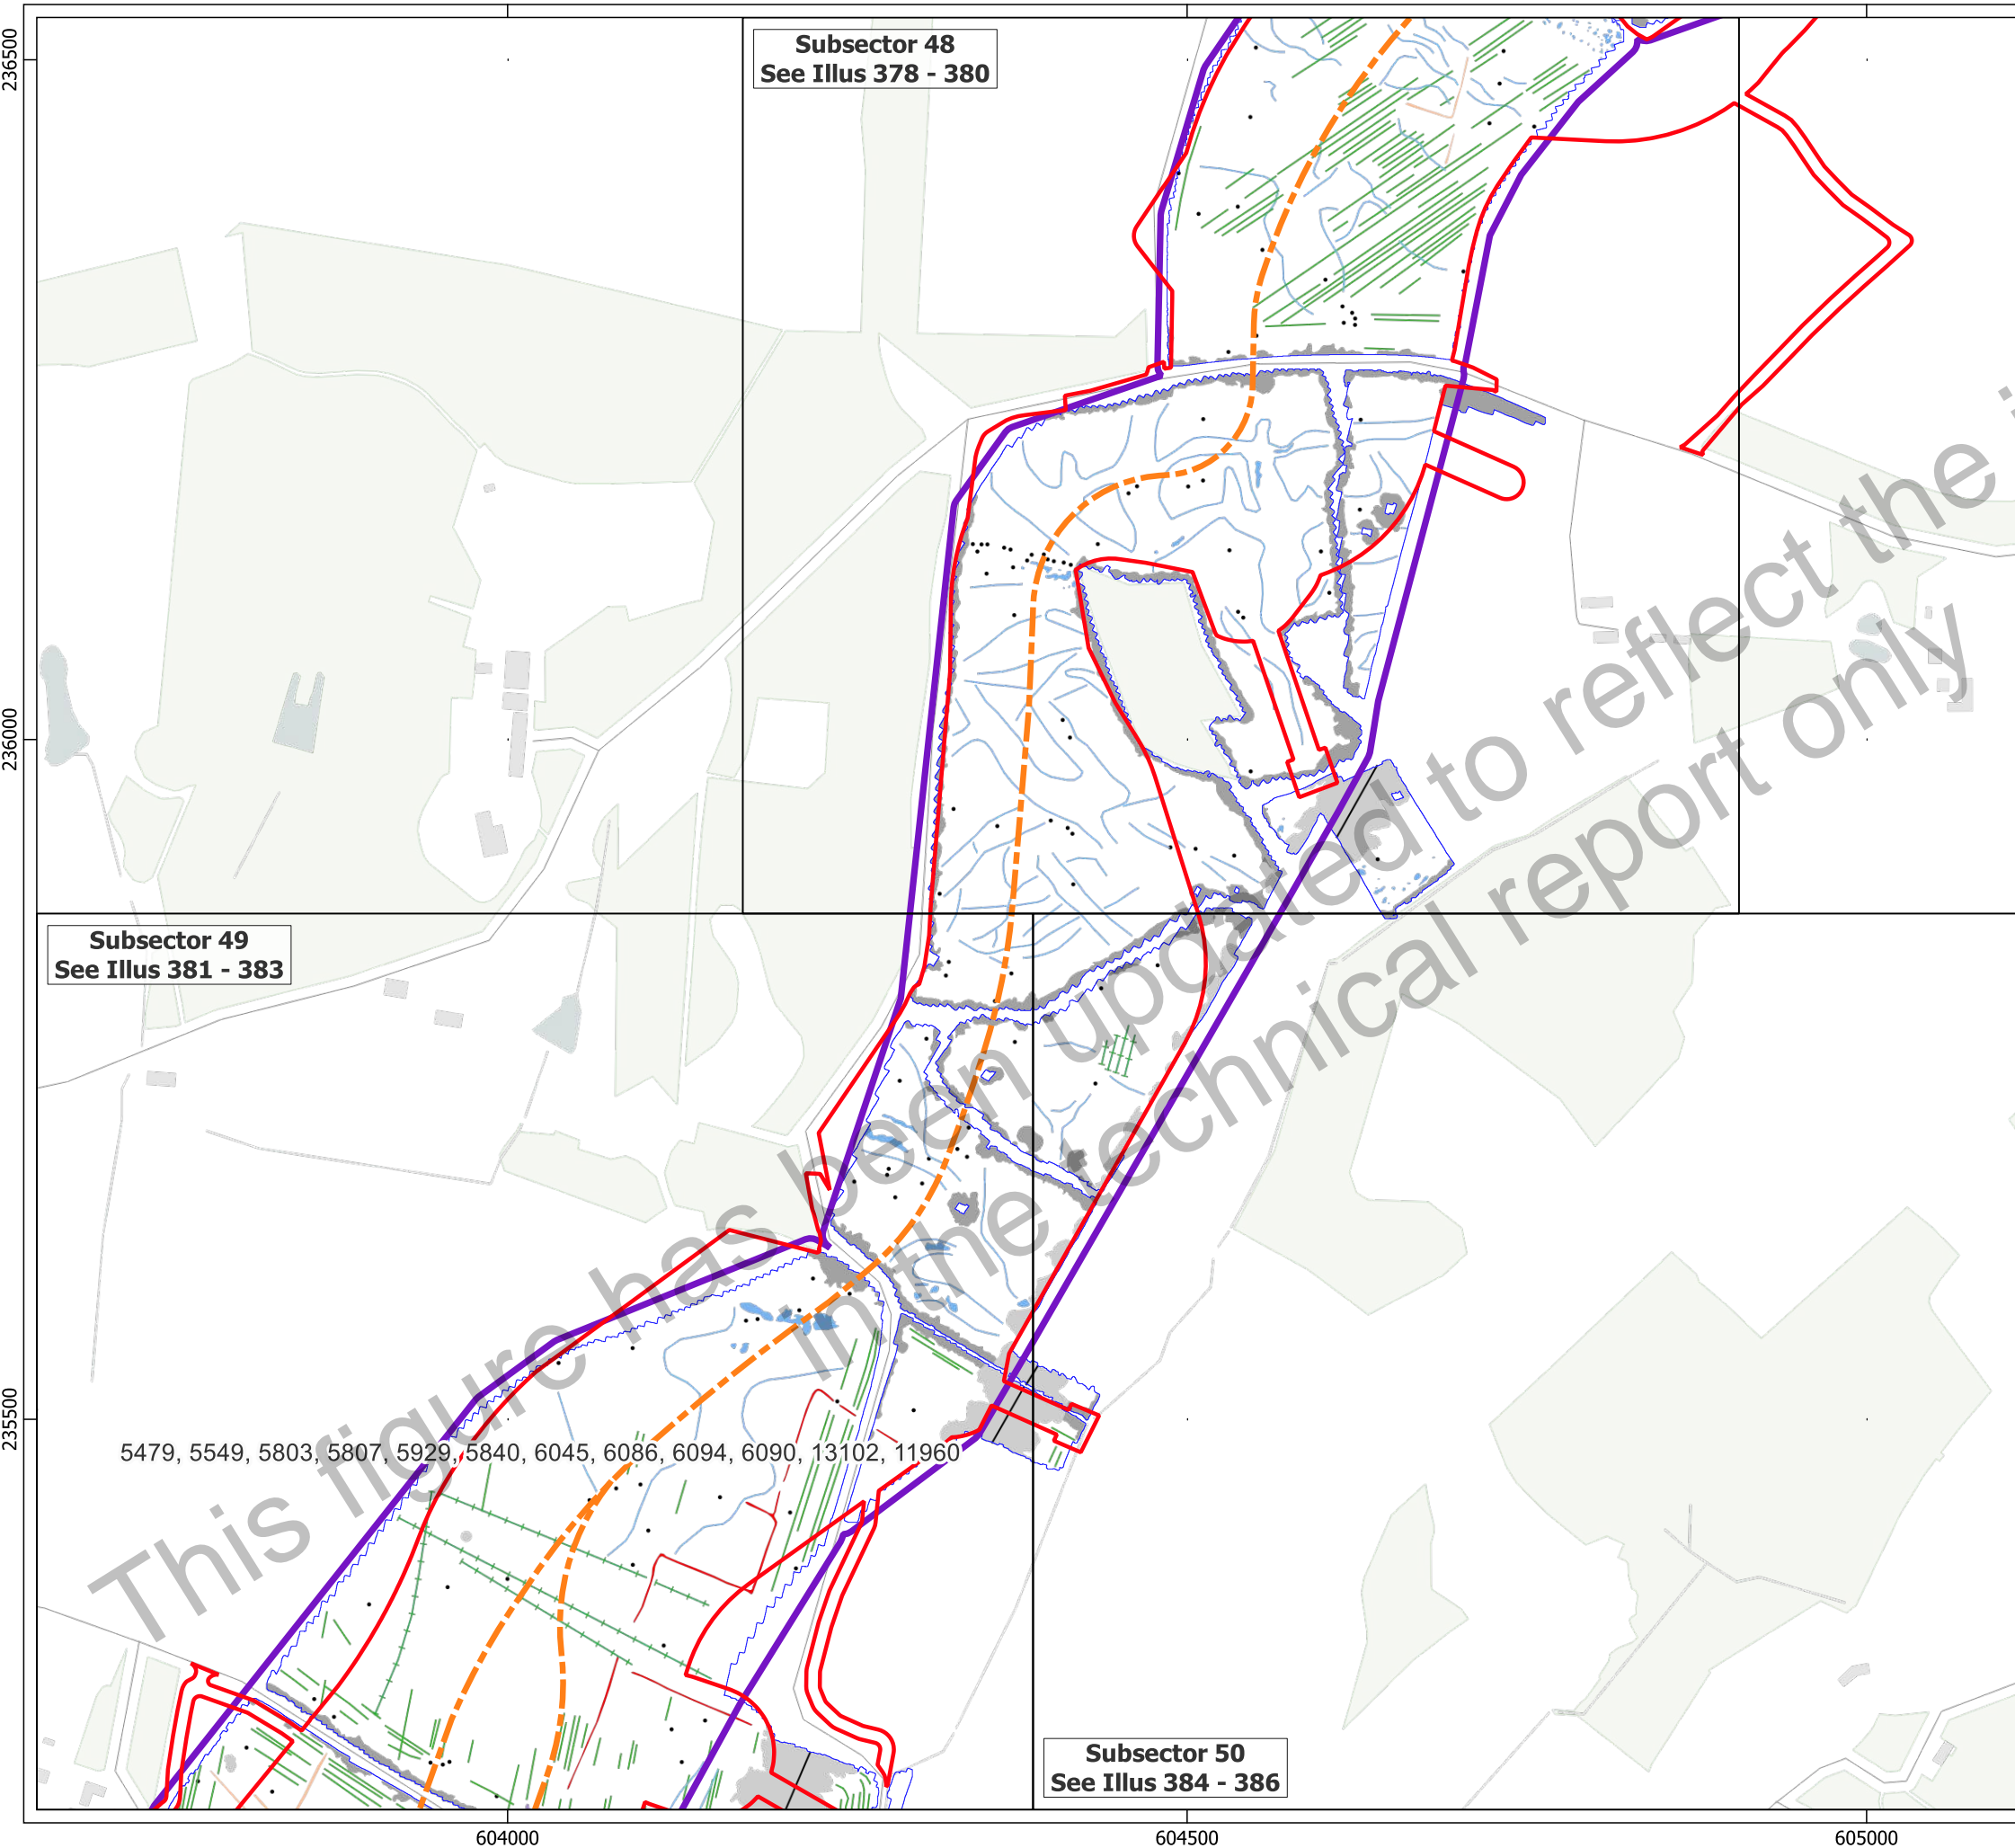 Subsector 48
See Illus 378 - 380
236500
236000
Subsector 49
See Illus 381 - 383
This figure has been updated to reflect the
in the technical report only
235500
5479, 5549, 5803, 5807, 5929, 5840, 6045, 6086, 6094, 6090, 13102, 11960
Subsector 50
See Illus 384 - 386
604000
604500
605000